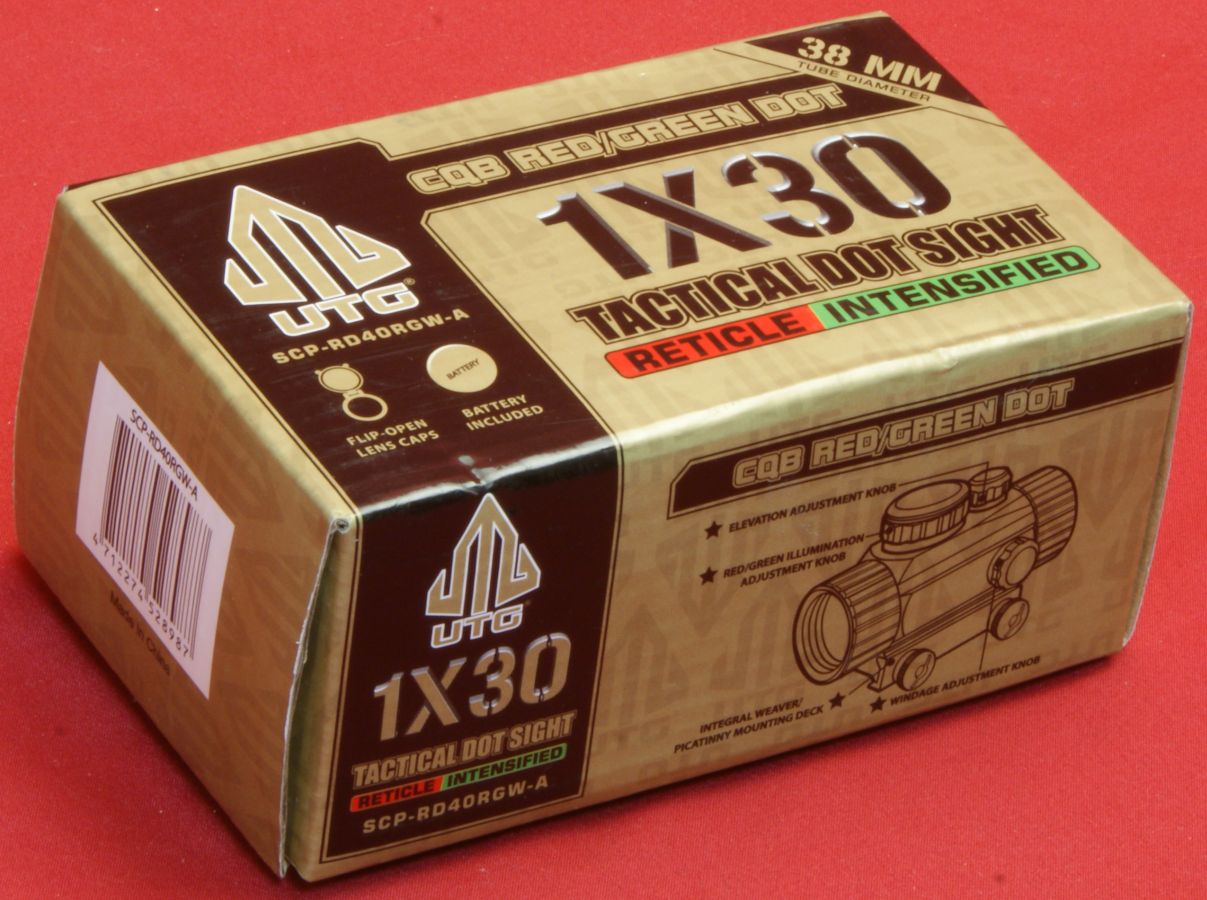 38 MM
TUBE DIAMETER
CQB RED/GREEN DOT
1X30
TACTICAL DOT SIGHT
RETICLE INTENSIFIED
UTG®
SCP-RD40RGW-A
BATTERY
FLIP-OPEN
LENS CAPS
BATTERY
INCLUDED
SCP-RD40RGW-A
4 712274 528987
Made in China
UTG
1X30
TACTICAL DOT SIGHT
RETICLE INTENSIFIED
SCP-RD40RGW-A
CQB RED/GREEN DOT
ELEVATION ADJUSTMENT KNOB
RED/GREEN ILLUMINATION
ADJUSTMENT KNOB
INTEGRAL WEAVER/
PICATINNY MOUNTING DECK
WINDAGE ADJUSTMENT KNOB